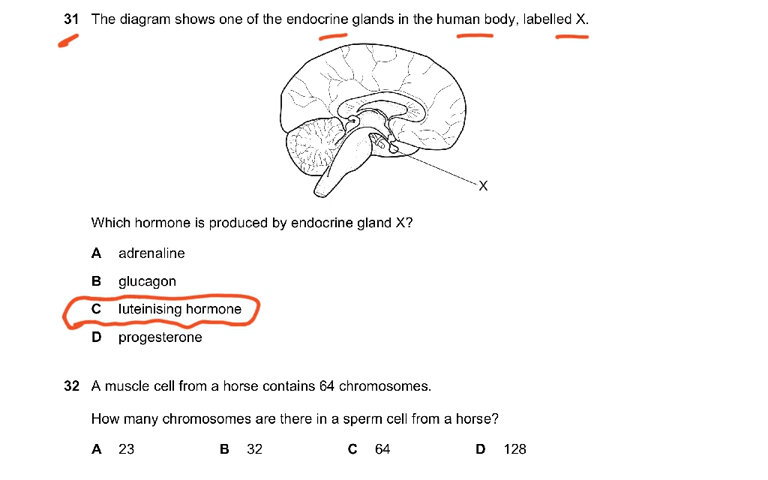 31 The diagram shows one of the endocrine glands in the human body, labelled X.
X
Which hormone is produced by endocrine gland X?
A adrenaline
B glucagon
C luteinising hormone
D progesterone
32 A muscle cell from a horse contains 64 chromosomes.
How many chromosomes are there in a sperm cell from a horse?
A 23 B 32 C 64 D 128